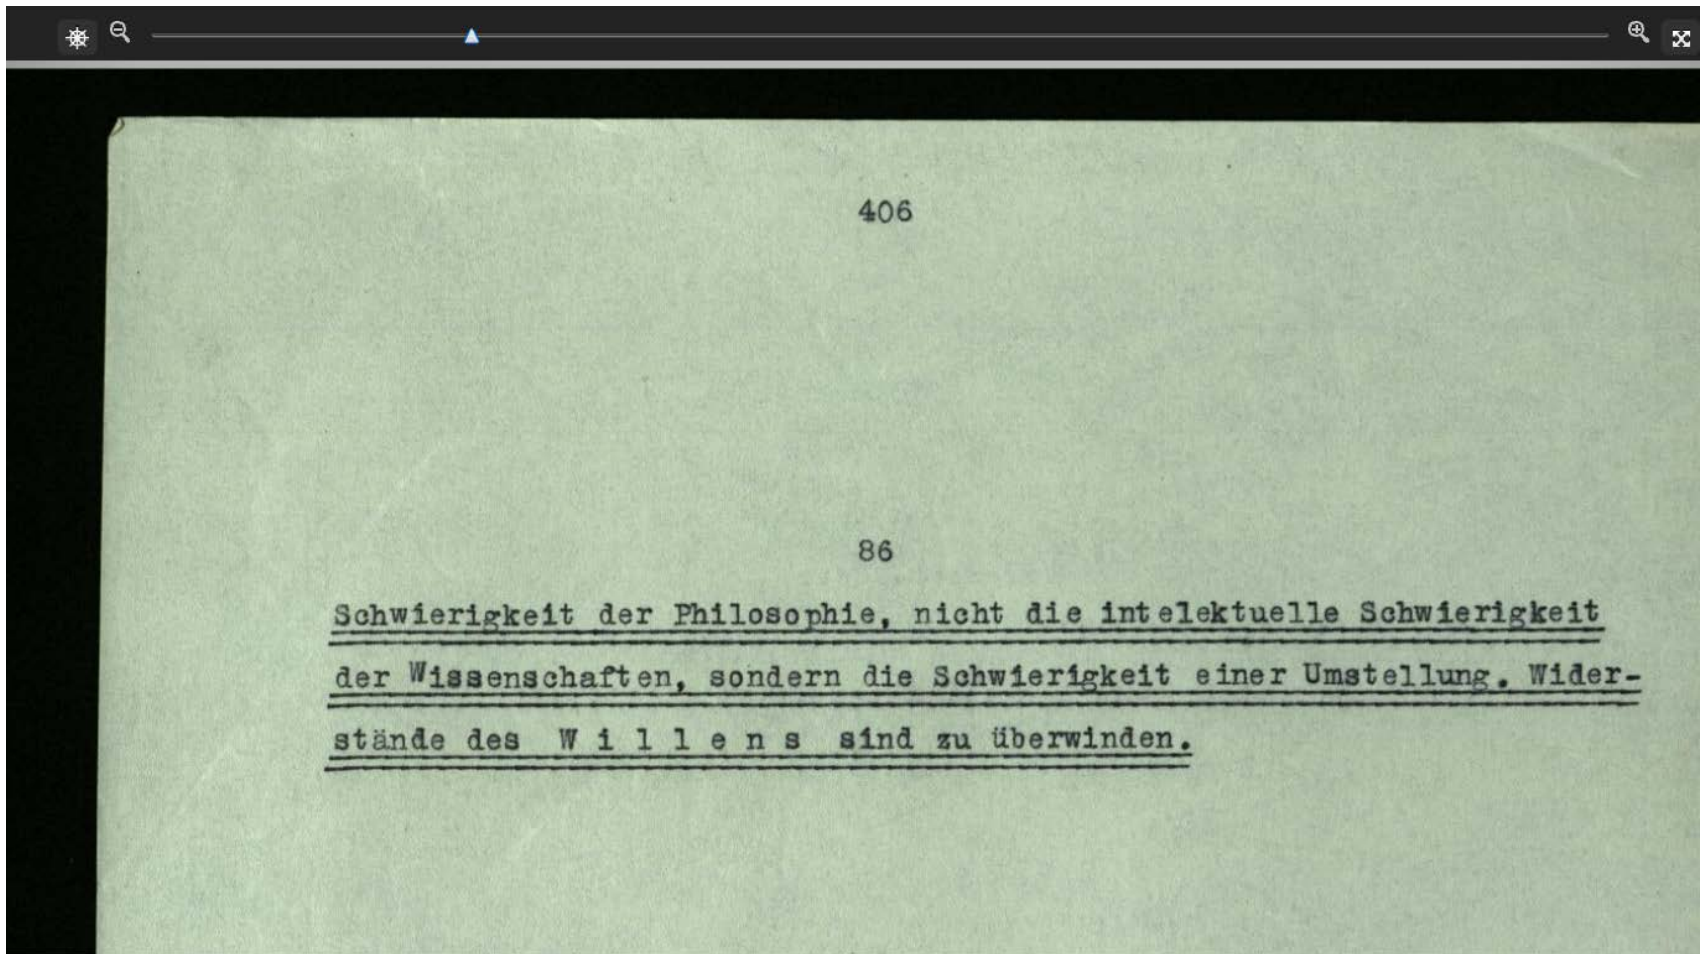 406
86
Schwierigkeit der Philosophie, nicht die intelektuelle Schwierigkeit
der Wissenschaften, sondern die Schwierigkeit einer Umstellung. Wider-
stände des W i l l e n s sind zu überwinden.